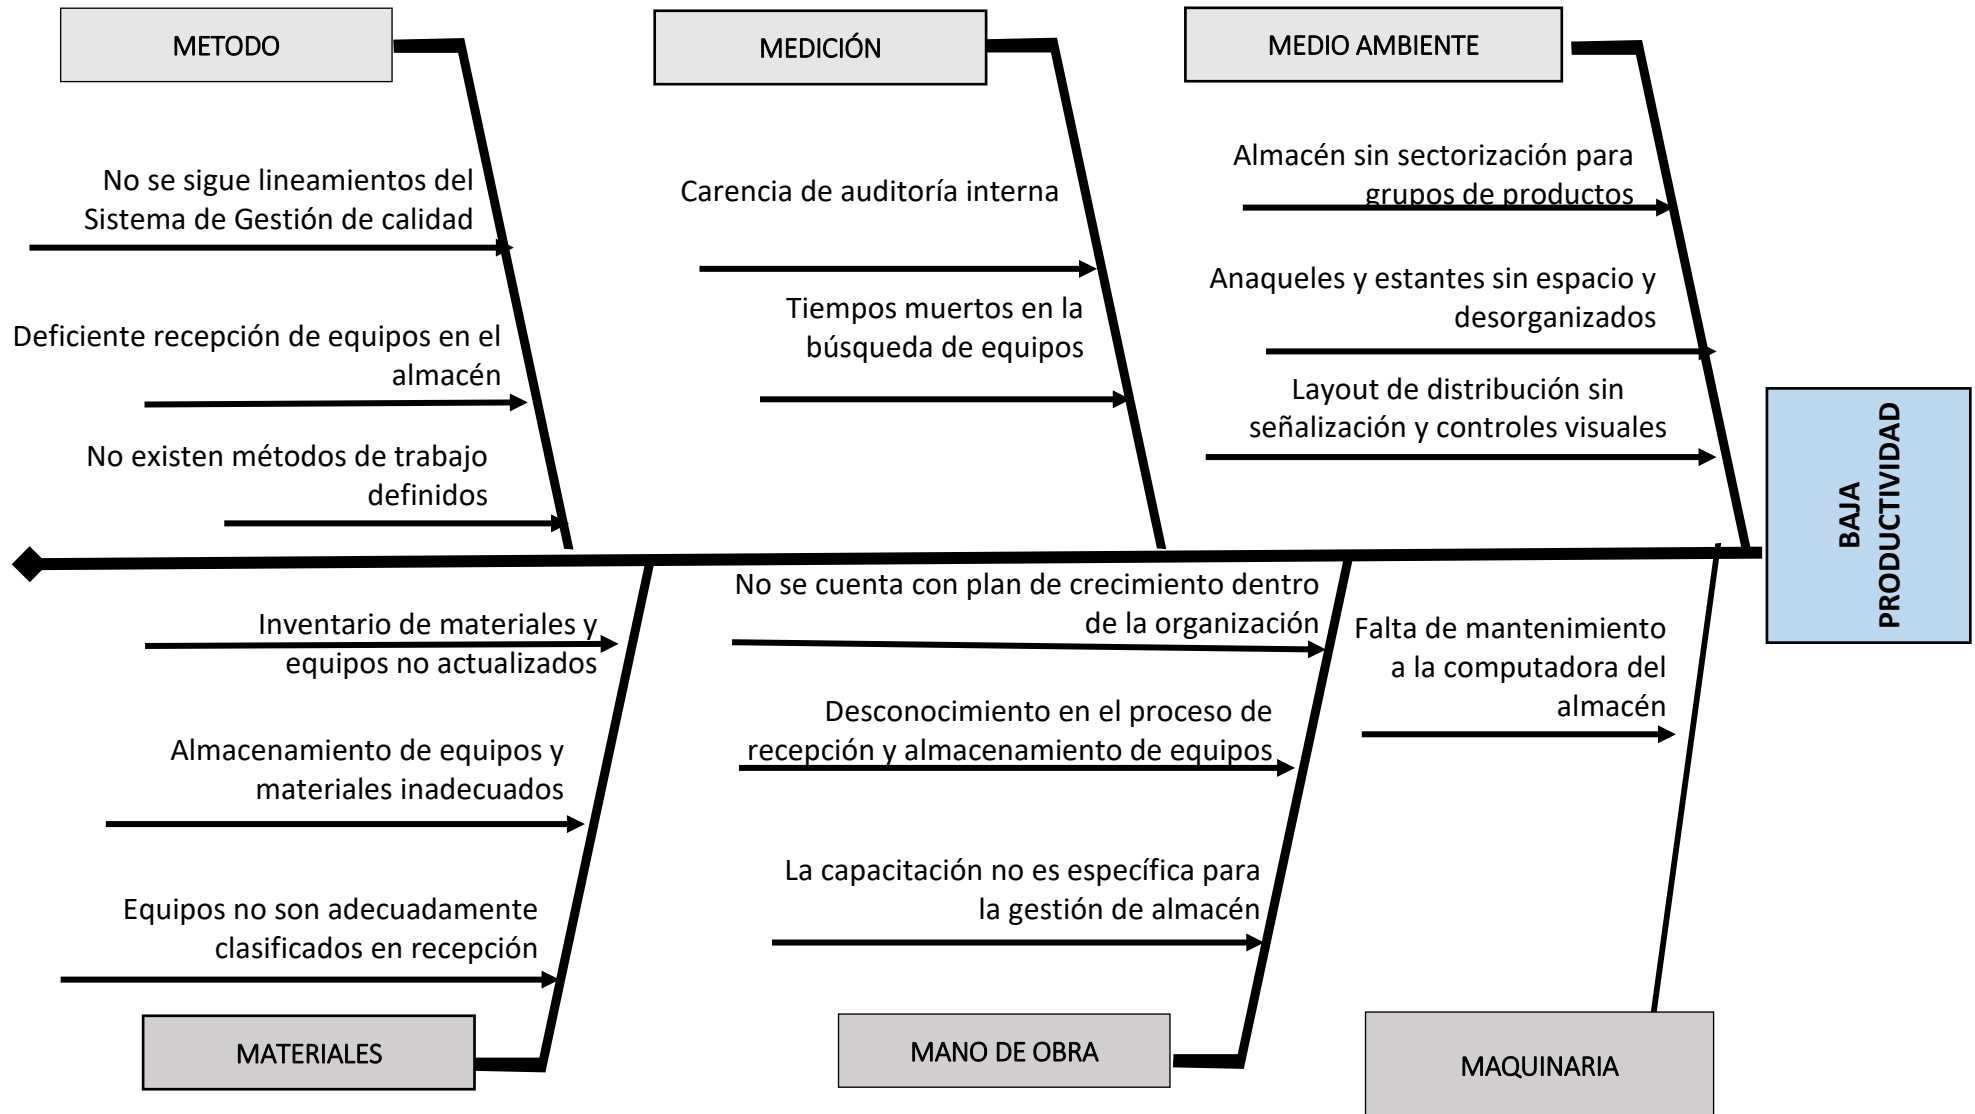 METODO
MEDICIÓN
MEDIO AMBIENTE
No se sigue lineamientos del
Sistema de Gestión de calidad
Deficiente recepción de equipos en el
almacén
No existen métodos de trabajo
definidos
Carencia de auditoría interna
Tiempos muertos en la
búsqueda de equipos
Almacén sin sectorización para
grupos de productos
Anaqueles y estantes sin espacio y
desorganizados
Layout de distribución sin
señalización y controles visuales
BAJA
PRODUCTIVIDAD
Inventario de materiales y
equipos no actualizados
Almacenamiento de equipos y
materiales inadecuados
Equipos no son adecuadamente
clasificados en recepción
No se cuenta con plan de crecimiento dentro
de la organización
Desconocimiento en el proceso de
recepción y almacenamiento de equipos
La capacitación no es específica para
la gestión de almacén
Falta de mantenimiento
a la computadora del
almacén
MATERIALES
MANO DE OBRA
MAQUINARIA